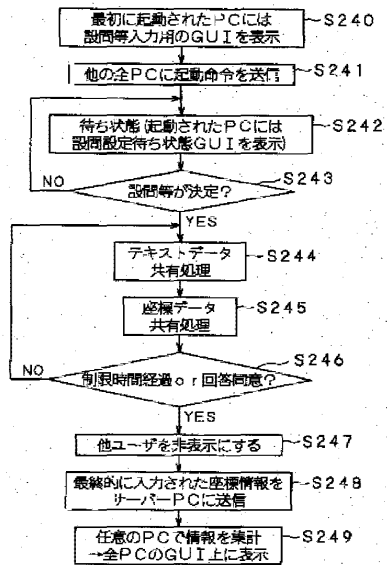 最初に起動されたPCには
設問等入力用のGUIを表示
S240
他の全PCに起動命令を送信
S241
待ち状態(起動されたPCには
設問設定待ち状態GUIを表示)
S242
設問等が決定?
S243
NO
YES
テキストデータ
共有処理
S244
座標データ
共有処理
S245
制限時間経過or回答同意?
S246
NO
YES
他ユーザを非表示にする
S247
最終的に入力された座標情報を
サーバーPCに送信
S248
任意のPCで情報を集計
→全PCのGUI上に表示
S249